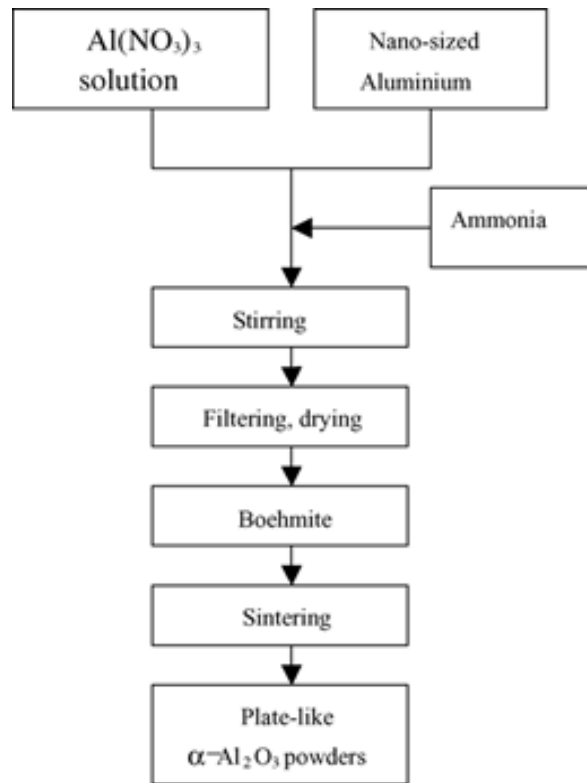 Al(NO₃)₃
solution
Nano-sized
Aluminium
Ammonia
Stirring
Filtering, drying
Boehmite
Sintering
Plate-like
α-Al₂O₃ powders